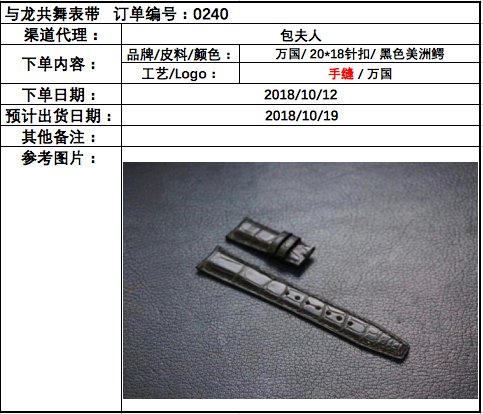 与龙共舞表带 订单编号：0240
渠道代理： 包夫人
下单内容： 品牌/皮料/颜色： 万国/ 20*18针扣/ 黑色美洲鳄
工艺/Logo： 手缝 / 万国
下单日期： 2018/10/12
预计出货日期： 2018/10/19
其他备注：
参考图片：